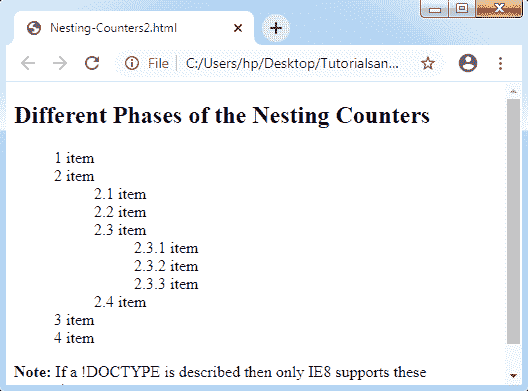 Nesting-Counters2.html
File
C:/Users/hp/Desktop/Tutorialsan...
Different Phases of the Nesting Counters
1 item
2 item
2.1 item
2.2 item
2.3 item
2.3.1 item
2.3.2 item
2.3.3 item
2.4 item
3 item
4 item
Note: If a !DOCTYPE is described then only IE8 supports these